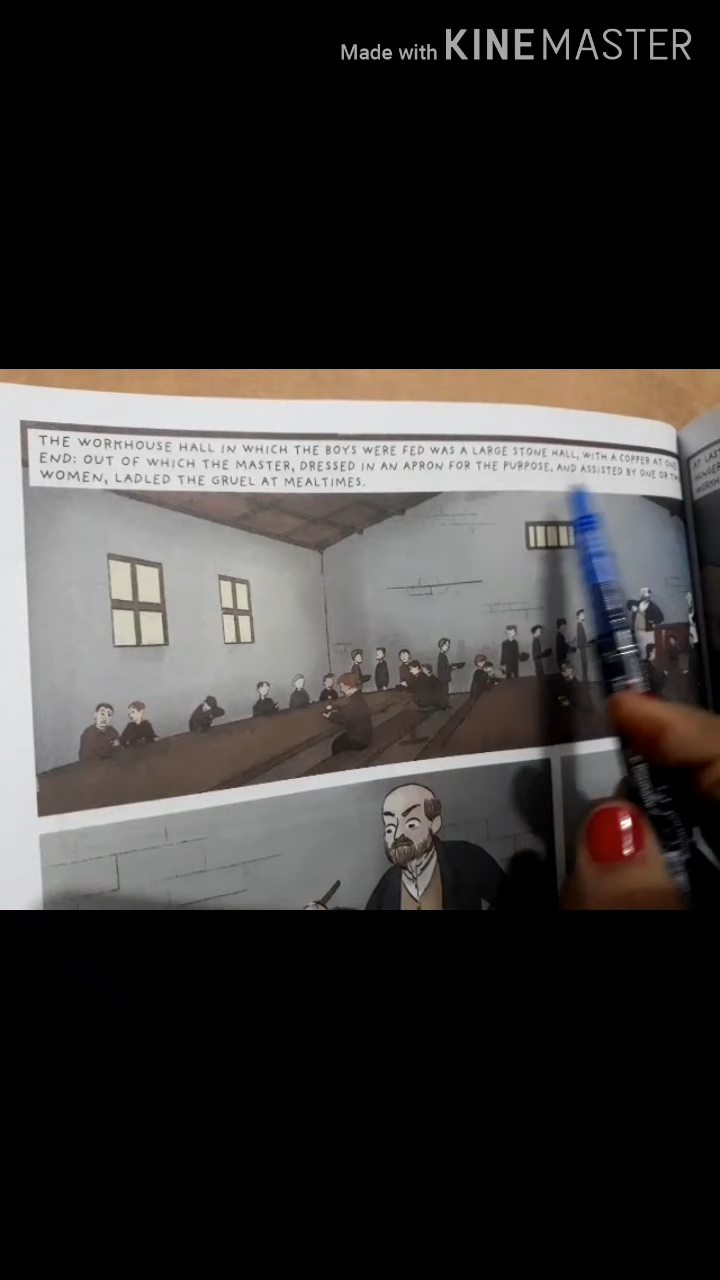 Made with KINEMASTER
THE WORKHOUSE HALL IN WHICH THE BOYS WERE FED WAS A LARGE STONE HALL, WITH A COPPER AT ONE
END: OUT OF WHICH THE MASTER, DRESSED IN AN APRON FOR THE PURPOSE, AND ASSISTED BY ONE OR
WOMEN, LADLED THE GRUEL AT MEALTIMES.
AT LAST